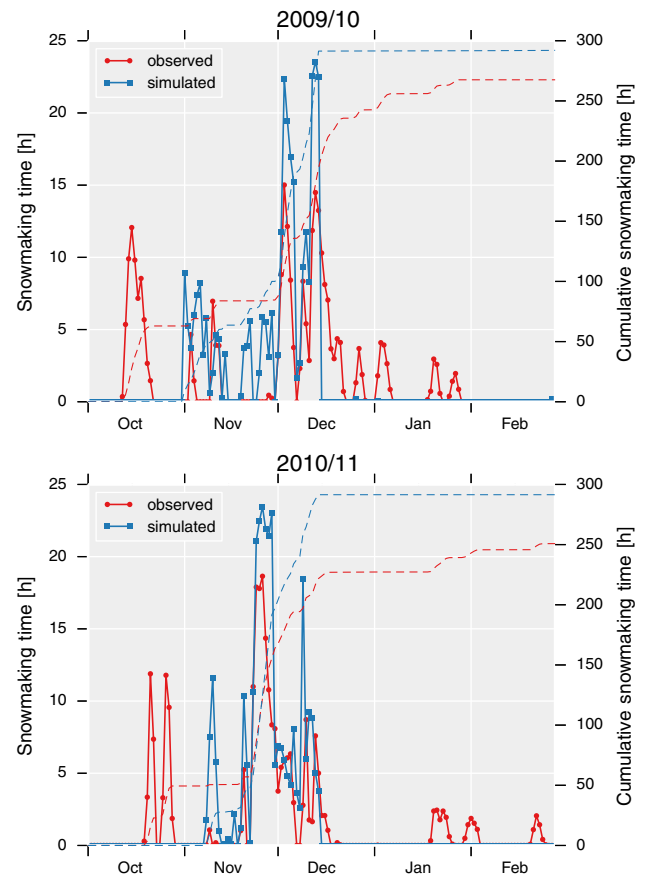 2009/10
observed
simulated
Snowmaking time [h]
Cumulative snowmaking time [h]
25
20
15
10
5
0
300
250
200
150
100
50
0
Oct Nov Dec Jan Feb
2010/11
observed
simulated
Snowmaking time [h]
Cumulative snowmaking time [h]
25
20
15
10
5
0
300
250
200
150
100
50
0
Oct Nov Dec Jan Feb